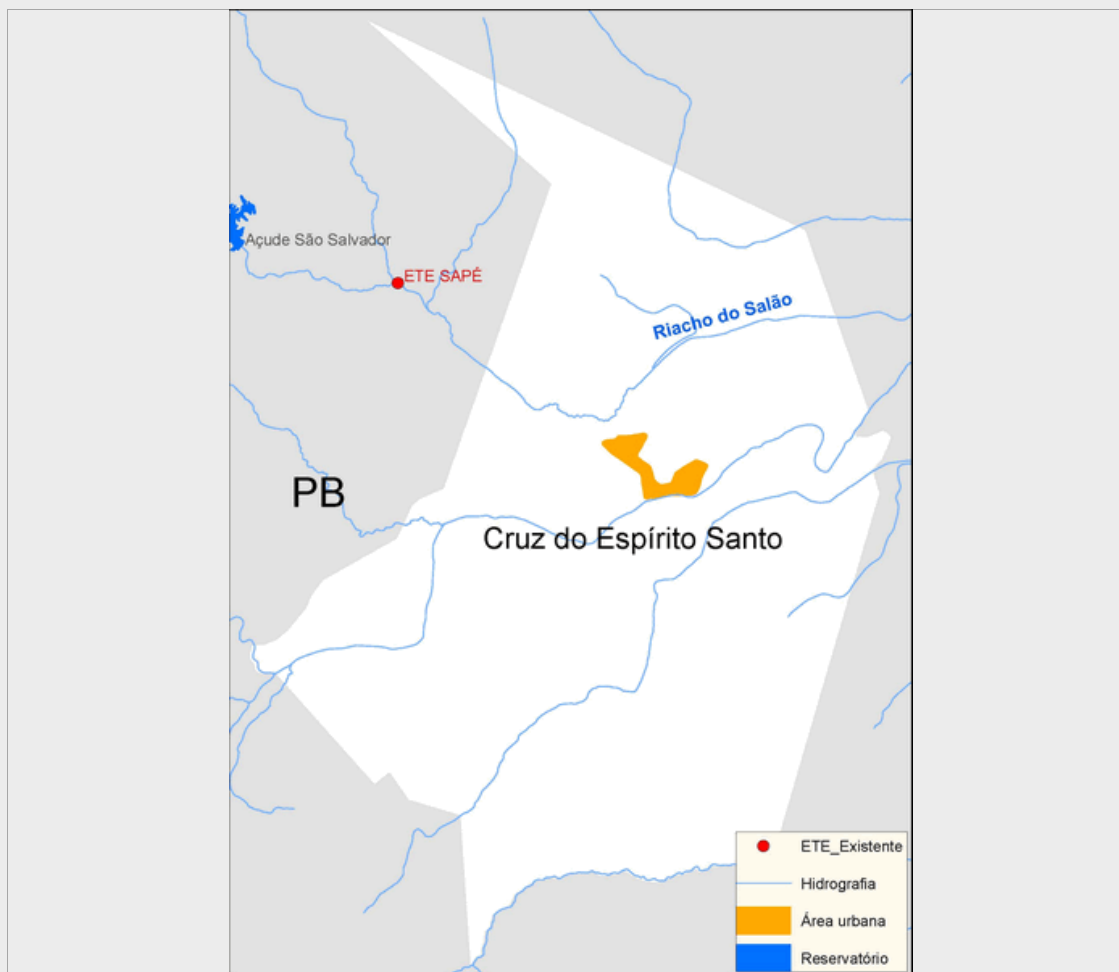 Açude São Salvador
ETE SAPÉ
Riacho do Salão
PB
Cruz do Espírito Santo
ETE_Existente
Hidrografia
Área urbana
Reservatório